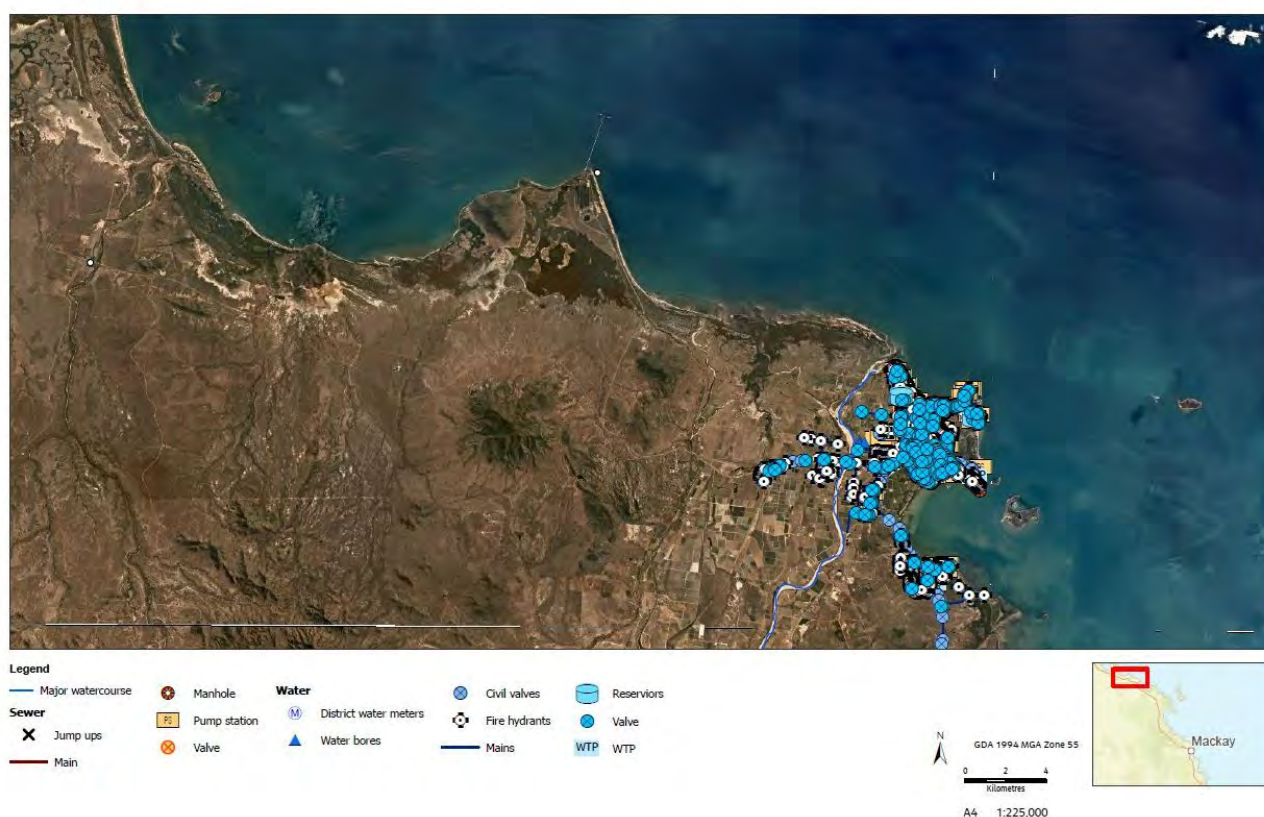 Legend
Major watercourse
Sewer
Jump ups
Main
Manhole
PS Pump station
Valve
Water
M District water meters
Water bores
Civil valves
Fire hydrants
Mains
Reserviors
Valve
WTP WTP
N
GDA 1994 MGA Zone 55
0 2 4
Kilometres
A4 1:225,000
Mackay